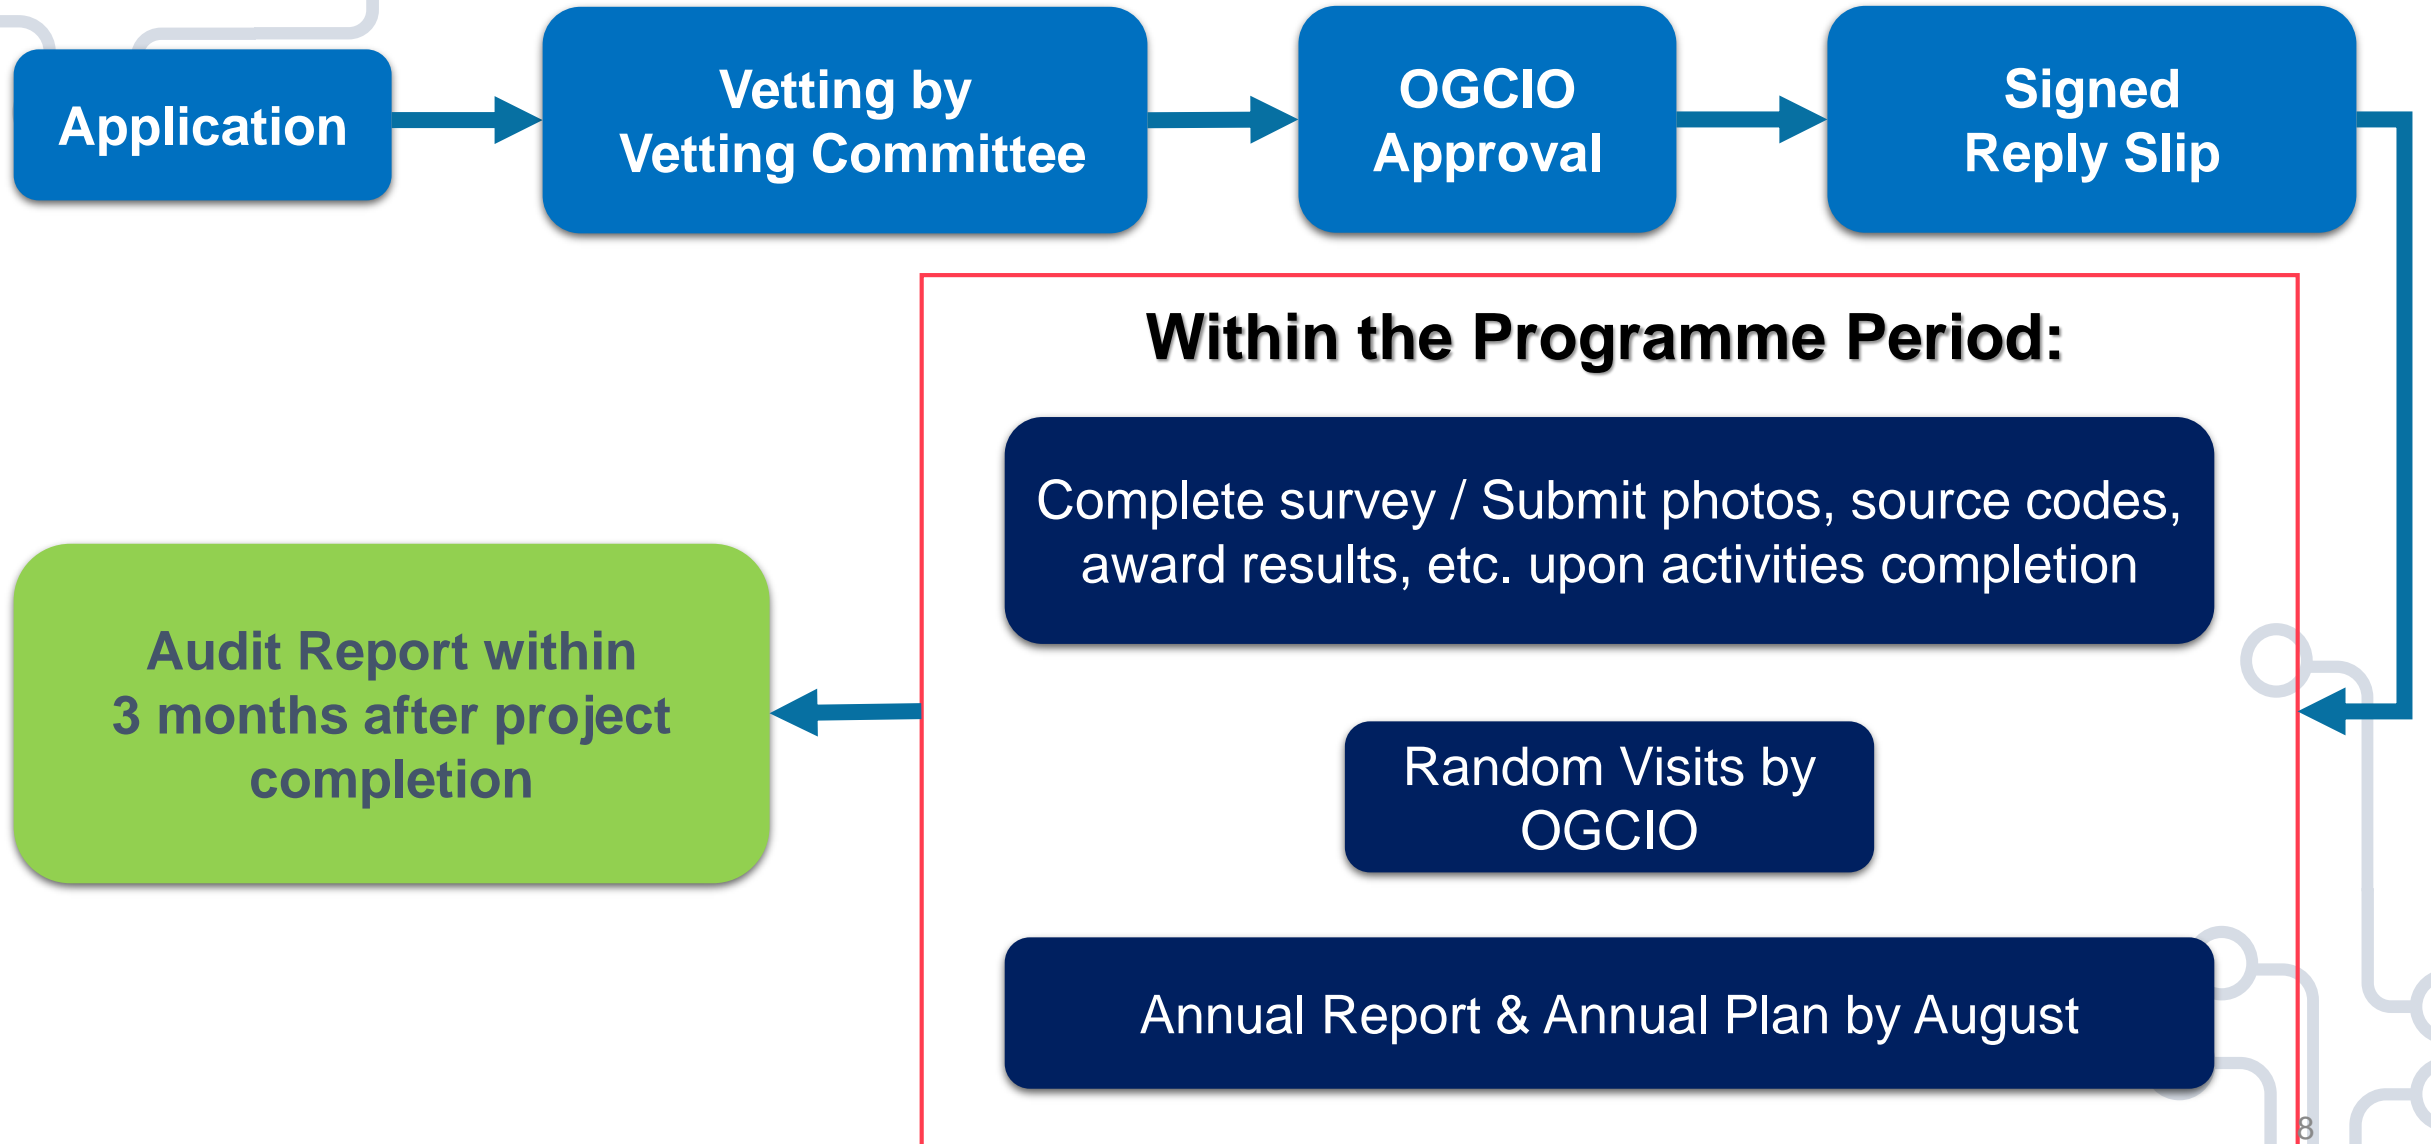 Application
Vetting by
Vetting Committee
OGCIO
Approval
Signed
Reply Slip
Within the Programme Period:
Complete survey / Submit photos, source codes,
award results, etc. upon activities completion
Random Visits by
OGCIO
Annual Report & Annual Plan by August
Audit Report within
3 months after project
completion
8